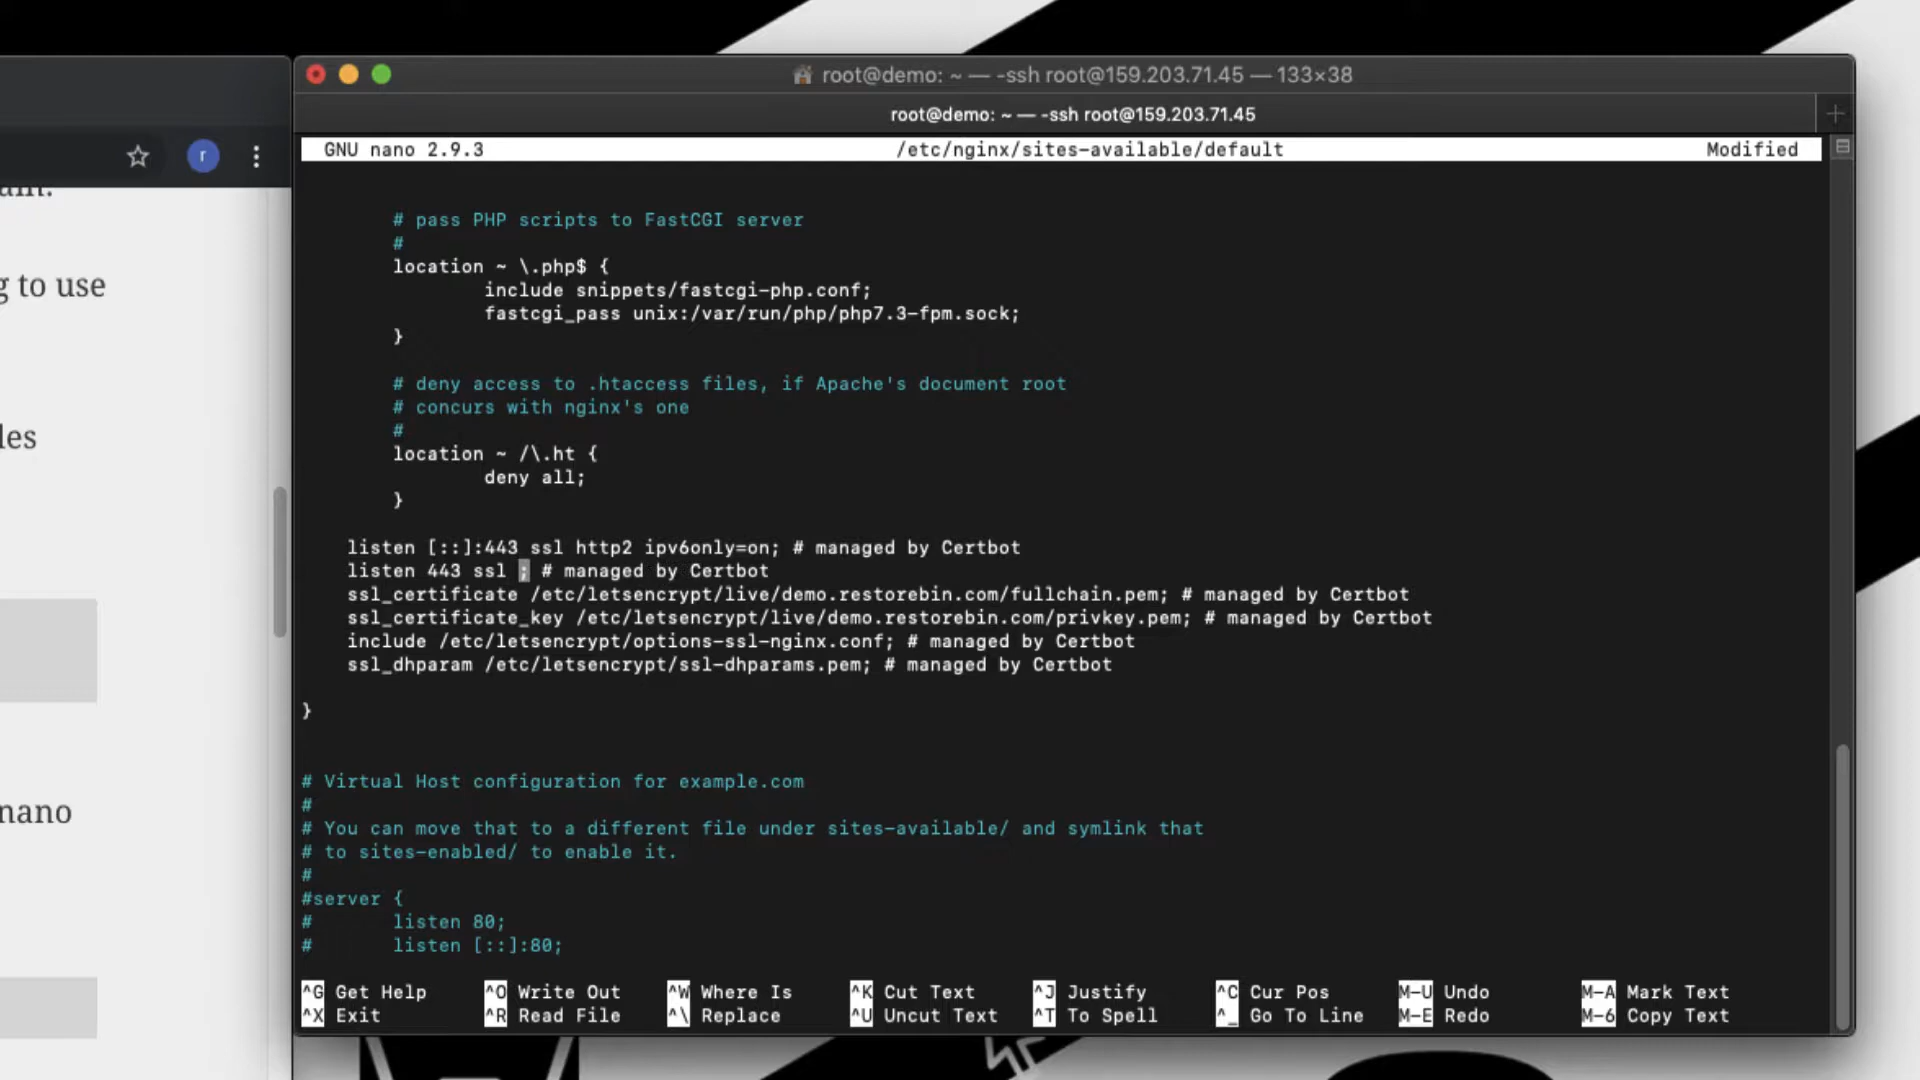 root@demo: ~ — -ssh root@159.203.71.45 — 133×38
root@demo: ~ — -ssh root@159.203.71.45
r
to use
les
nano
GNU nano 2.9.3 /etc/nginx/sites-available/default Modified
# pass PHP scripts to FastCGI server
#
location ~ \.php$ {
include snippets/fastcgi-php.conf;
fastcgi_pass unix:/var/run/php/php7.3-fpm.sock;
}
# deny access to .htaccess files, if Apache's document root
# concurs with nginx's one
#
location ~ /\.ht {
deny all;
}
listen [::]:443 ssl http2 ipv6only=on; # managed by Certbot
listen 443 ssl ; # managed by Certbot
ssl_certificate /etc/letsencrypt/live/demo.restorebin.com/fullchain.pem; # managed by Certbot
ssl_certificate_key /etc/letsencrypt/live/demo.restorebin.com/privkey.pem; # managed by Certbot
include /etc/letsencrypt/options-ssl-nginx.conf; # managed by Certbot
ssl_dhparam /etc/letsencrypt/ssl-dhparams.pem; # managed by Certbot
}
# Virtual Host configuration for example.com
#
# You can move that to a different file under sites-available/ and symlink that
# to sites-enabled/ to enable it.
#
#server {
# listen 80;
# listen [::]:80;
^G Get Help ^O Write Out ^W Where Is ^K Cut Text ^J Justify ^C Cur Pos M-U Undo M-A Mark Text
^X Exit ^R Read File ^\ Replace ^U Uncut Text ^T To Spell ^_ Go To Line M-E Redo M-6 Copy Text